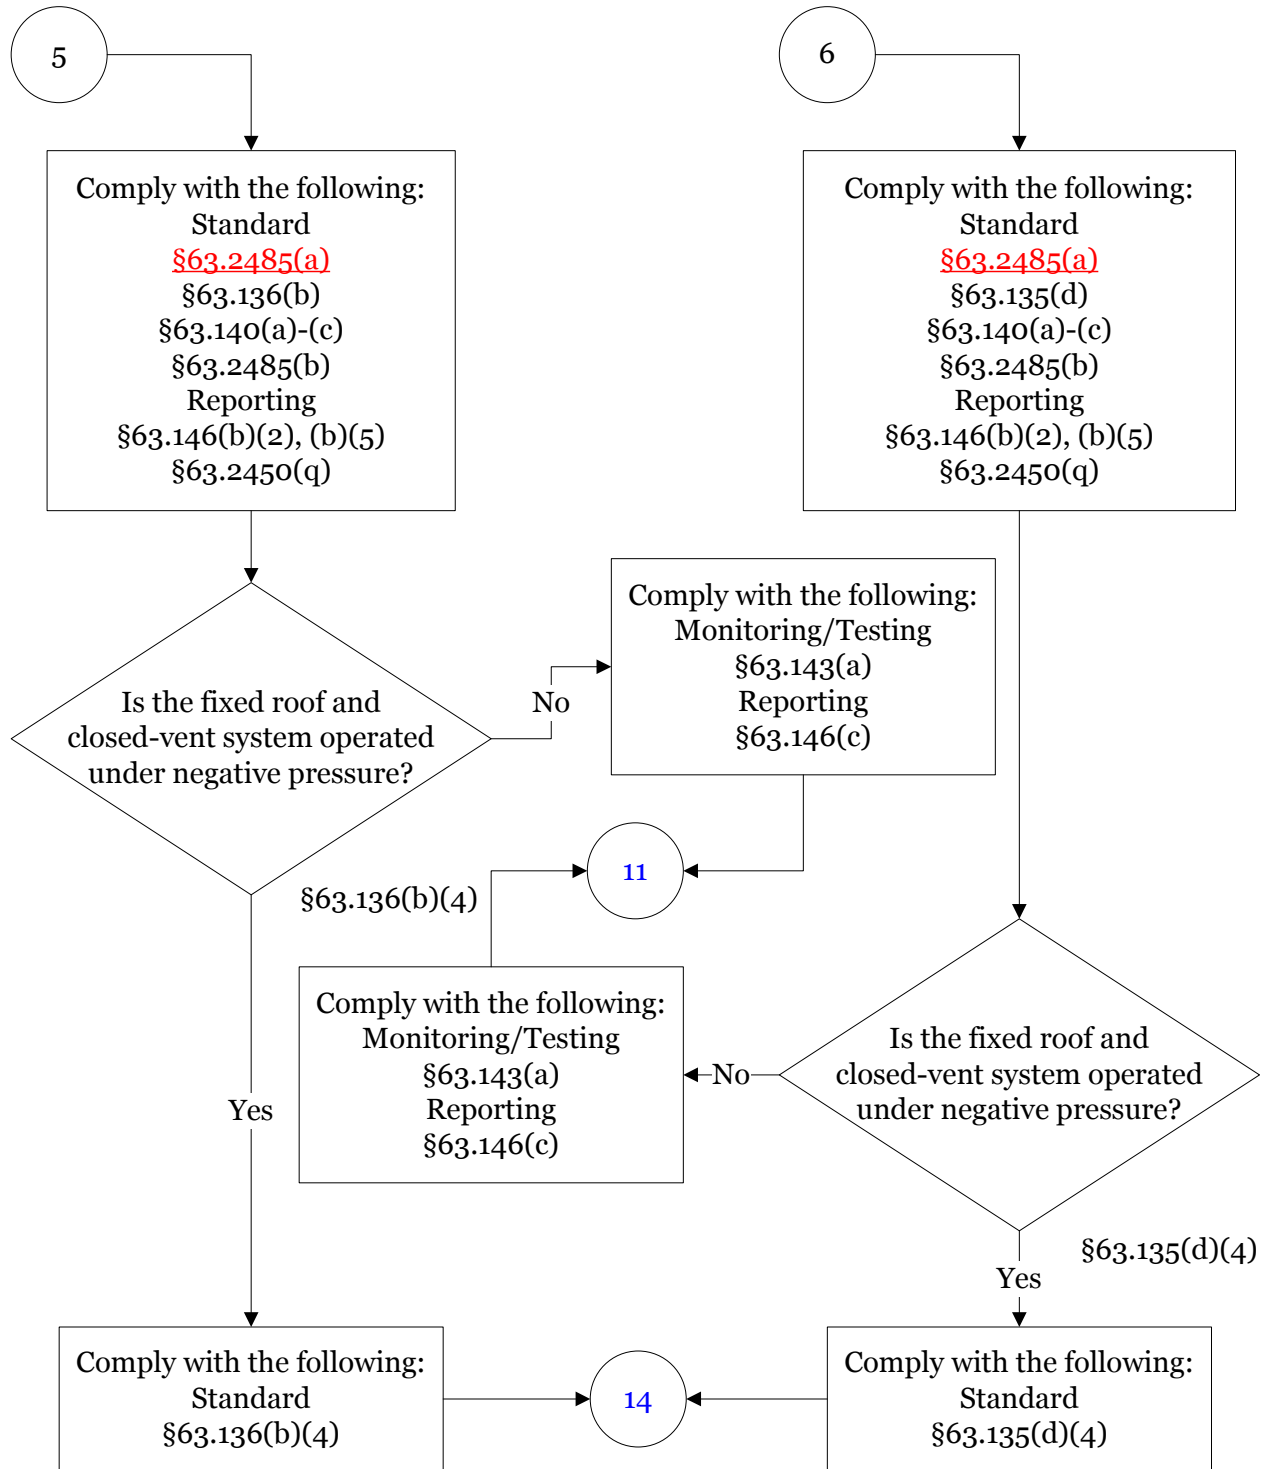 5
6
Comply with the following:
Standard
§63.2485(a)
§63.136(b)
§63.140(a)-(c)
§63.2485(b)
Reporting
§63.146(b)(2), (b)(5)
§63.2450(q)
Comply with the following:
Standard
§63.2485(a)
§63.135(d)
§63.140(a)-(c)
§63.2485(b)
Reporting
§63.146(b)(2), (b)(5)
§63.2450(q)
Is the fixed roof and
closed-vent system operated
under negative pressure?
No
Comply with the following:
Monitoring/Testing
§63.143(a)
Reporting
§63.146(c)
11
§63.136(b)(4)
Comply with the following:
Monitoring/Testing
§63.143(a)
Reporting
§63.146(c)
No
Is the fixed roof and
closed-vent system operated
under negative pressure?
Yes
§63.135(d)(4)
Yes
Comply with the following:
Standard
§63.136(b)(4)
14
Comply with the following:
Standard
§63.135(d)(4)